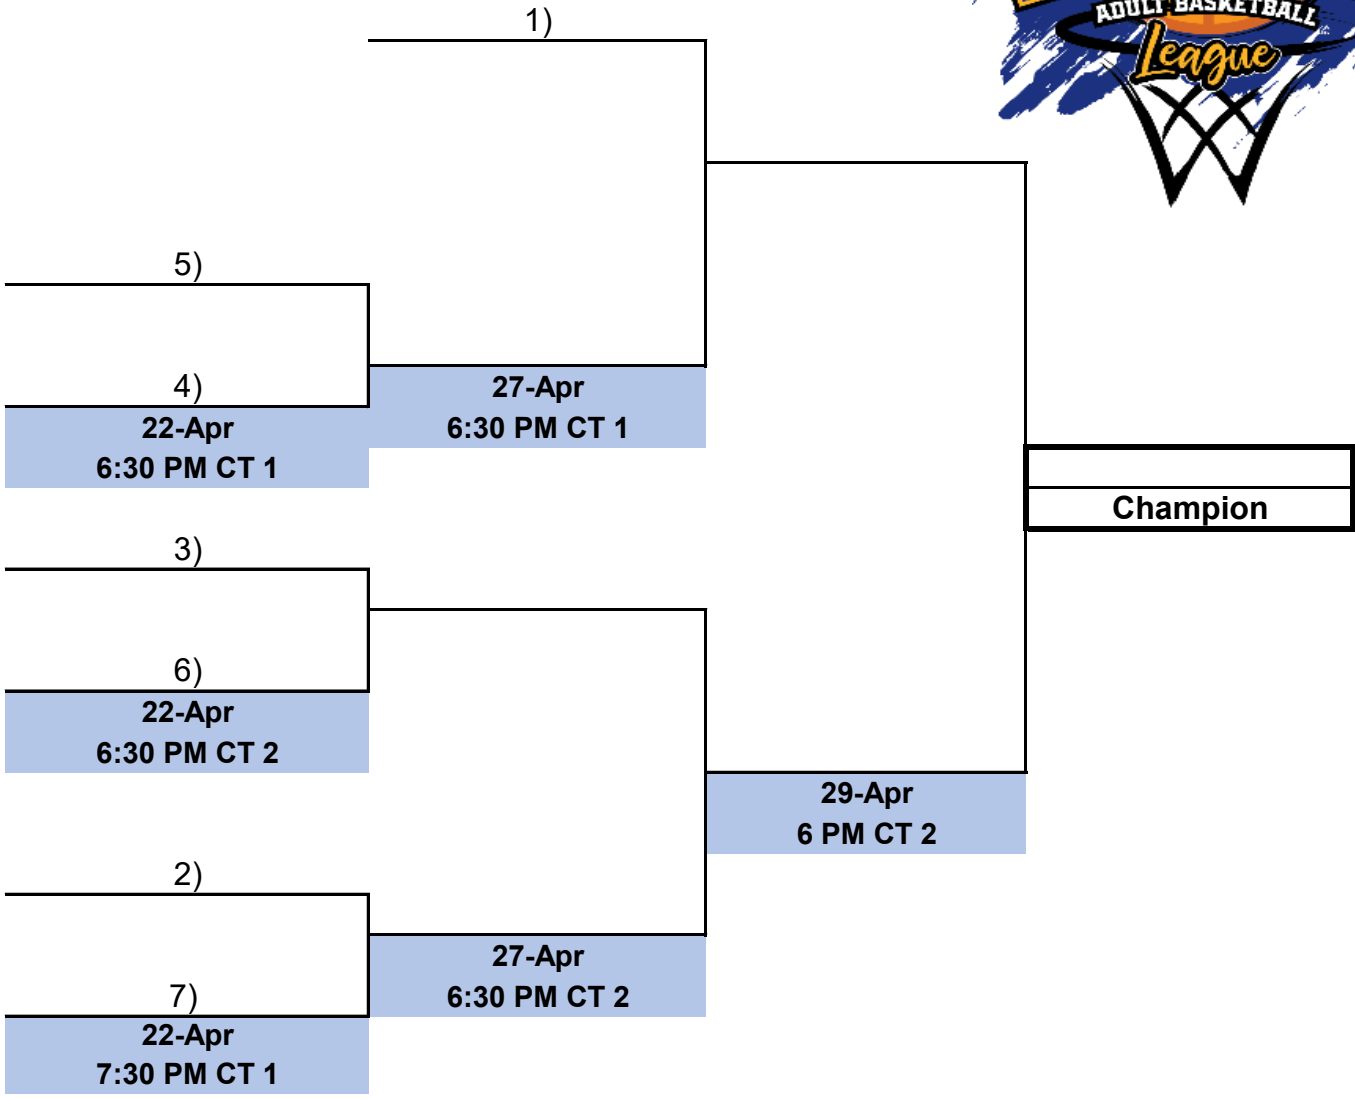 ADULT BASKETBALL
League
1)
5)
4)
22-Apr
6:30 PM CT 1
27-Apr
6:30 PM CT 1
Champion
3)
6)
22-Apr
6:30 PM CT 2
29-Apr
6 PM CT 2
2)
7)
22-Apr
7:30 PM CT 1
27-Apr
6:30 PM CT 2